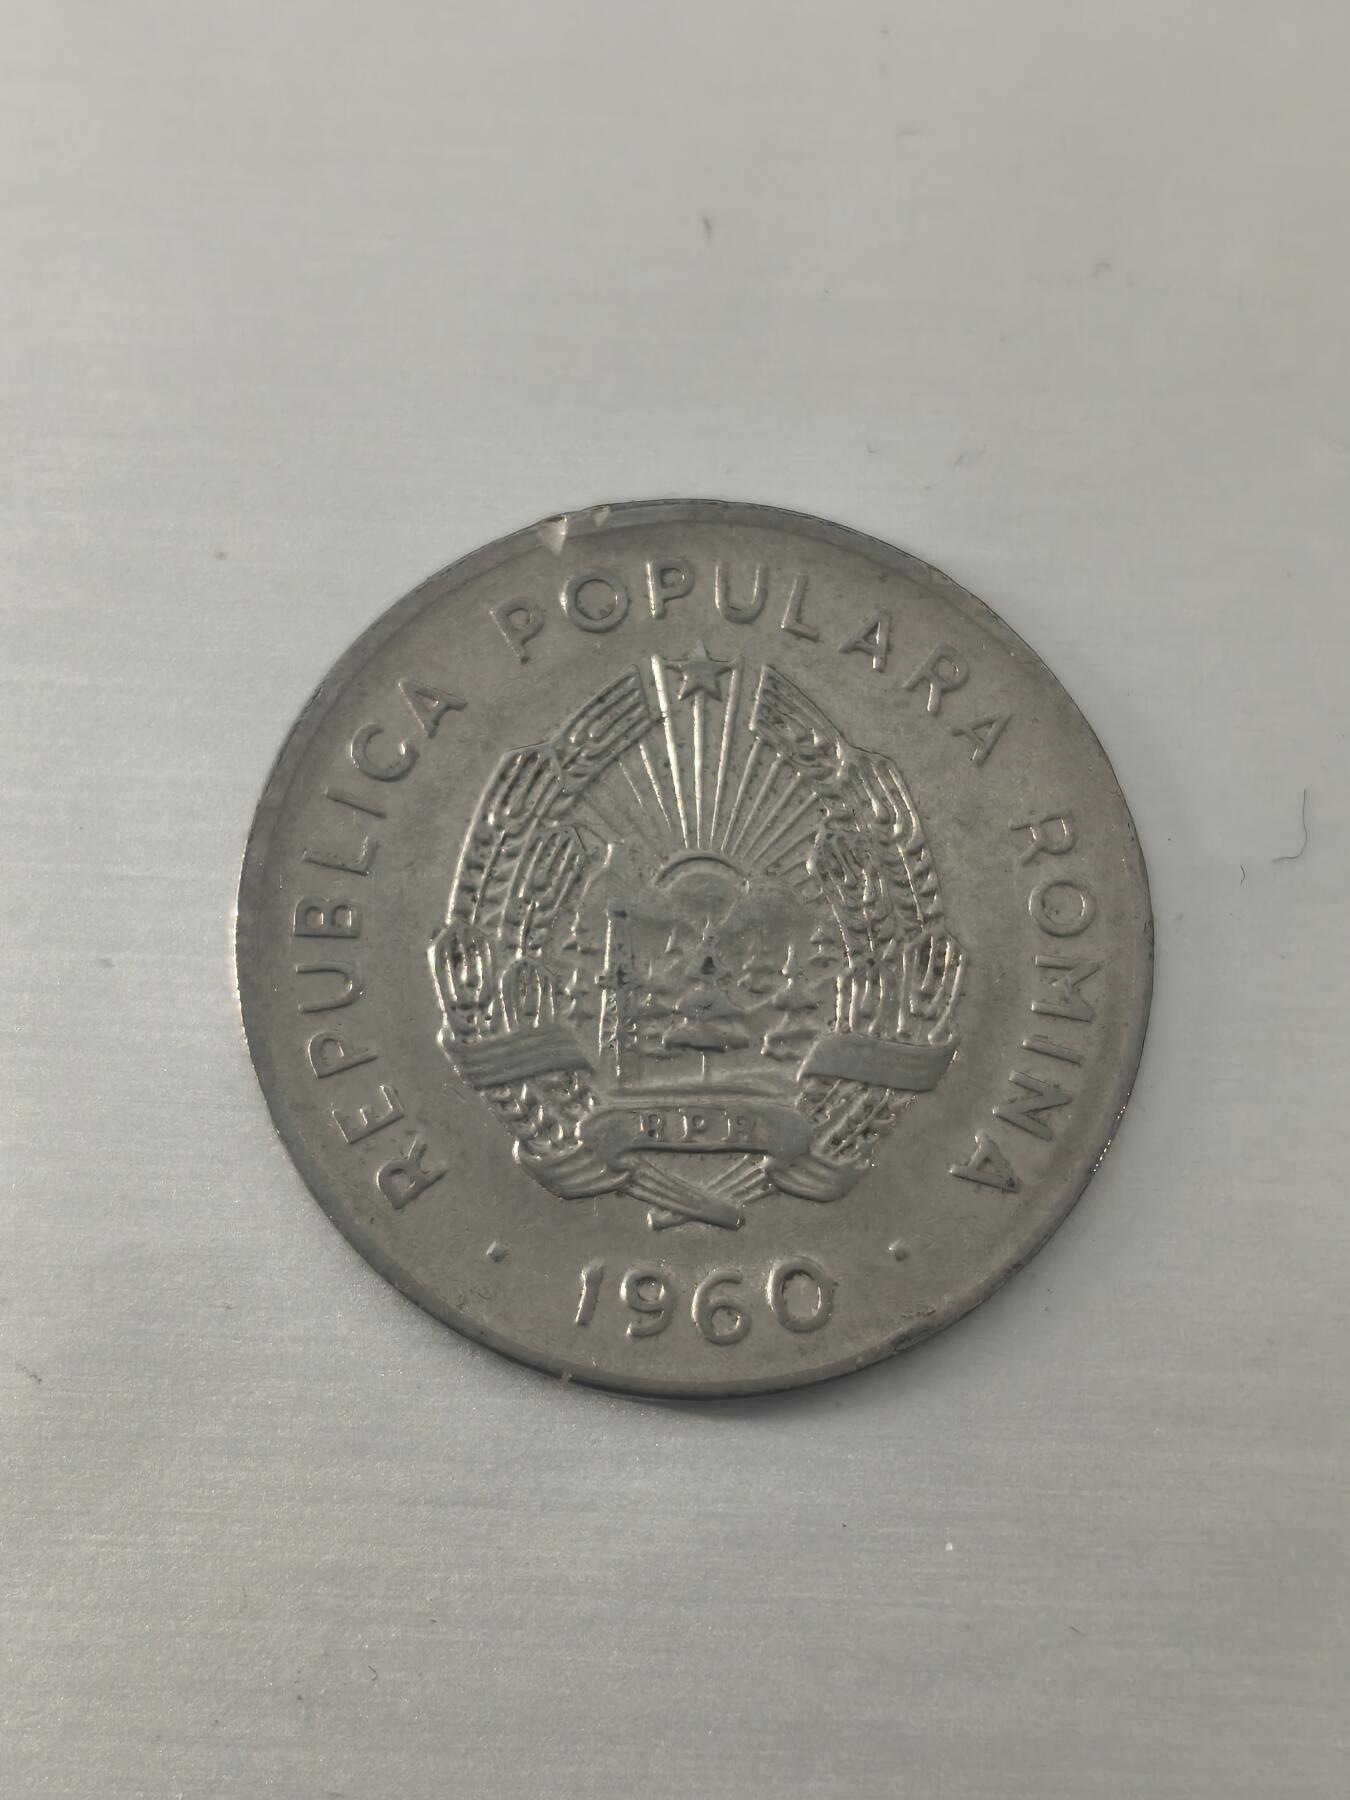 REPUBLICA POPULARA ROMINA
RPR
· 1960 ·